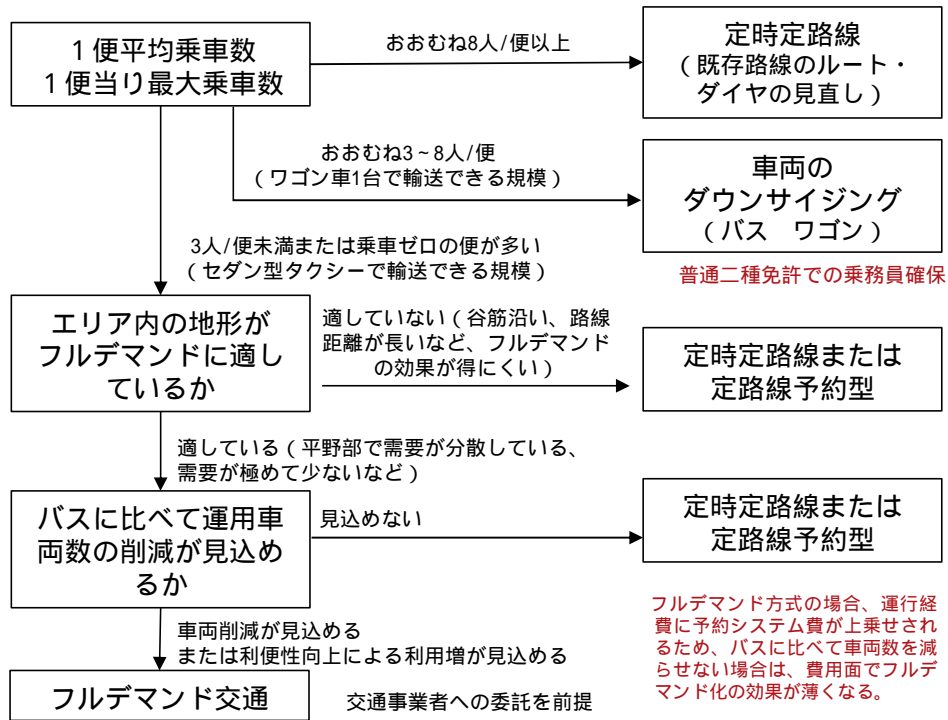 １便平均乗車数
１便当り最大乗車数
おおむね8人/便以上
定時定路線
（既存路線のルート・
ダイヤの見直し）
おおむね3～8人/便
（ワゴン車1台で輸送できる規模）
車両の
ダウンサイジング
（バス　ワゴン）
普通二種免許での乗務員確保
3人/便未満または乗車ゼロの便が多い
（セダン型タクシーで輸送できる規模）
エリア内の地形が
フルデマンドに適し
ているか
適していない（谷筋沿い、路線
距離が長いなど、フルデマンド
の効果が得にくい）
定時定路線または
定路線予約型
適している（平野部で需要が分散している、
需要が極めて少ないなど）
バスに比べて運用車
両数の削減が見込め
るか
見込めない
定時定路線または
定路線予約型
フルデマンド方式の場合、運行経
費に予約システム費が上乗せされ
るため、バスに比べて車両数を減
らせない場合は、費用面でフルデ
マンド化の効果が薄くなる。
車両削減が見込める
または利便性向上による利用増が見込める
フルデマンド交通
交通事業者への委託を前提